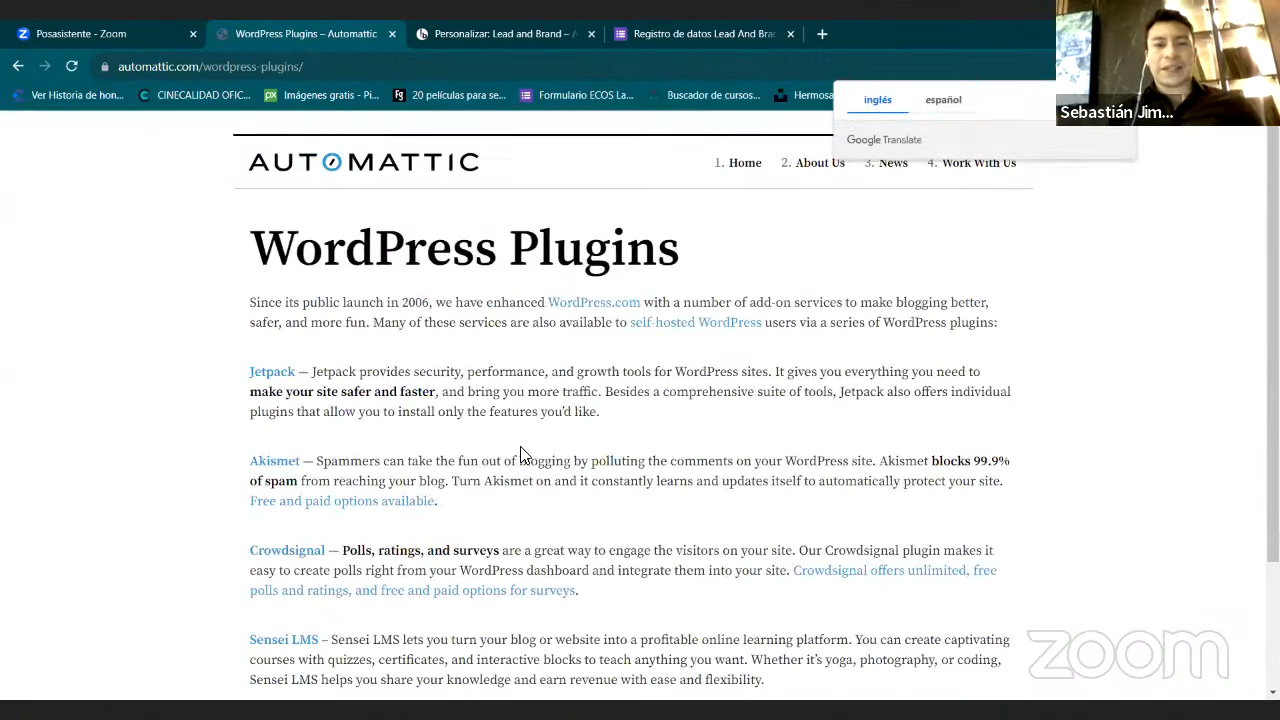 Posasistente - Zoom
WordPress Plugins – Automattic
Personalizar: Lead and Brand –
Registro de datos Lead And Bra
automattic.com/wordpress-plugins/
Ver Historia de hon...
CINECALIDAD OFIC...
Imágenes gratis - Pi...
20 películas para se...
Formulario ECOS La...
Buscador de cursos...
Hermosa
inglés
español
Google Translate
Sebastián Jim...
AUTOMATTIC
1. Home
2. About Us
3. News
4. Work With Us
WordPress Plugins
Since its public launch in 2006, we have enhanced WordPress.com with a number of add-on services to make blogging better,
safer, and more fun. Many of these services are also available to self-hosted WordPress users via a series of WordPress plugins:
Jetpack — Jetpack provides security, performance, and growth tools for WordPress sites. It gives you everything you need to
make your site safer and faster, and bring you more traffic. Besides a comprehensive suite of tools, Jetpack also offers individual
plugins that allow you to install only the features you'd like.
Akismet — Spammers can take the fun out of blogging by polluting the comments on your WordPress site. Akismet blocks 99.9%
of spam from reaching your blog. Turn Akismet on and it constantly learns and updates itself to automatically protect your site.
Free and paid options available.
Crowdsignal — Polls, ratings, and surveys are a great way to engage the visitors on your site. Our Crowdsignal plugin makes it
easy to create polls right from your WordPress dashboard and integrate them into your site. Crowdsignal offers unlimited, free
polls and ratings, and free and paid options for surveys.
Sensei LMS – Sensei LMS lets you turn your blog or website into a profitable online learning platform. You can create captivating
courses with quizzes, certificates, and interactive blocks to teach anything you want. Whether it's yoga, photography, or coding,
Sensei LMS helps you share your knowledge and earn revenue with ease and flexibility.
zoom